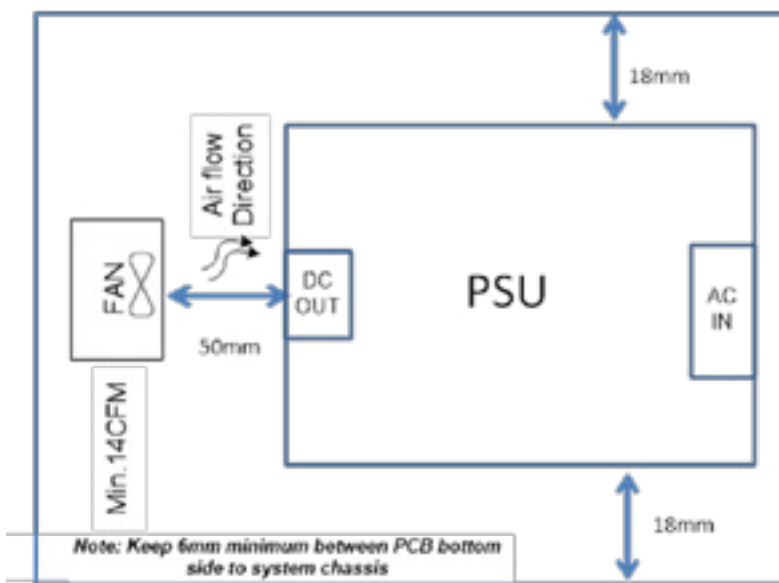 18mm
Air flow
Direction
FAN
DC
OUT
PSU
AC
IN
50mm
Min.14CFM
18mm
Note: Keep 6mm minimum between PCB bottom
side to system chassis